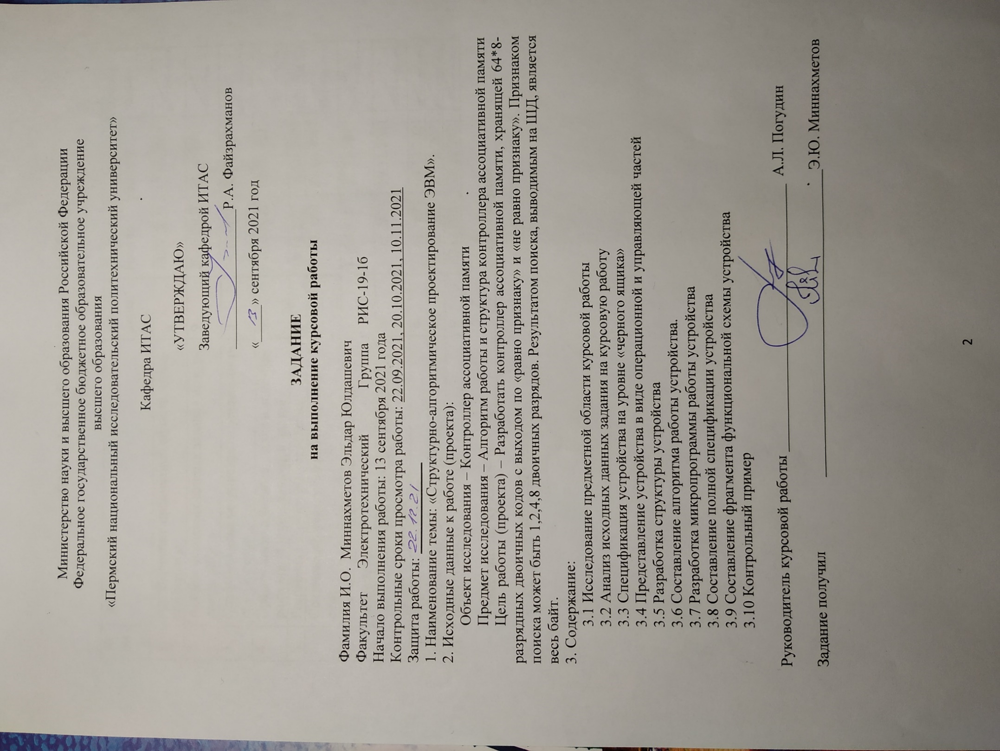 Министерство науки и высшего образования Российской Федерации
Федеральное государственное бюджетное образовательное учреждение
высшего образования
«Пермский национальный исследовательский политехнический университет»
Кафедра ИТАС
«УТВЕРЖДАЮ»
Заведующий кафедрой ИТАС
Р.А. Файзрахманов
« 13 » сентября 2021 год
ЗАДАНИЕ
на выполнение курсовой работы
Фамилия И.О. Миннахметов Эльдар Юлдашевич
Факультет Электротехнический Группа РИС-19-1б
Начало выполнения работы: 13 сентября 2021 года
Контрольные сроки просмотра работы: 22.09.2021, 20.10.2021, 10.11.2021
Защита работы: 22.12.21
1. Наименование темы: «Структурно-алгоритмическое проектирование ЭВМ».
2. Исходные данные к работе (проекта):
Объект исследования – Контроллер ассоциативной памяти
Предмет исследования – Алгоритм работы и структура контроллера ассоциативной памяти
Цель работы (проекта) – Разработать контроллер ассоциативной памяти, хранящей 64*8-
разрядных двоичных кодов с выходом по «равно признаку» и «не равно признаку». Признаком
поиска может быть 1,2,4,8 двоичных разрядов. Результатом поиска, выводимым на ШД, является
весь байт.
3. Содержание:
3.1 Исследование предметной области курсовой работы
3.2 Анализ исходных данных задания на курсовую работу
3.3 Спецификация устройства на уровне «черного ящика»
3.4 Представление устройства в виде операционной и управляющей частей
3.5 Разработка структуры устройства
3.6 Составление алгоритма работы устройства.
3.7 Разработка микропрограммы работы устройства
3.8 Составление полной спецификации устройства
3.9 Составление фрагмента функциональной схемы устройства
3.10 Контрольный пример
Руководитель курсовой работы А.Л. Погудин
Задание получил Э.Ю. Миннахметов
2